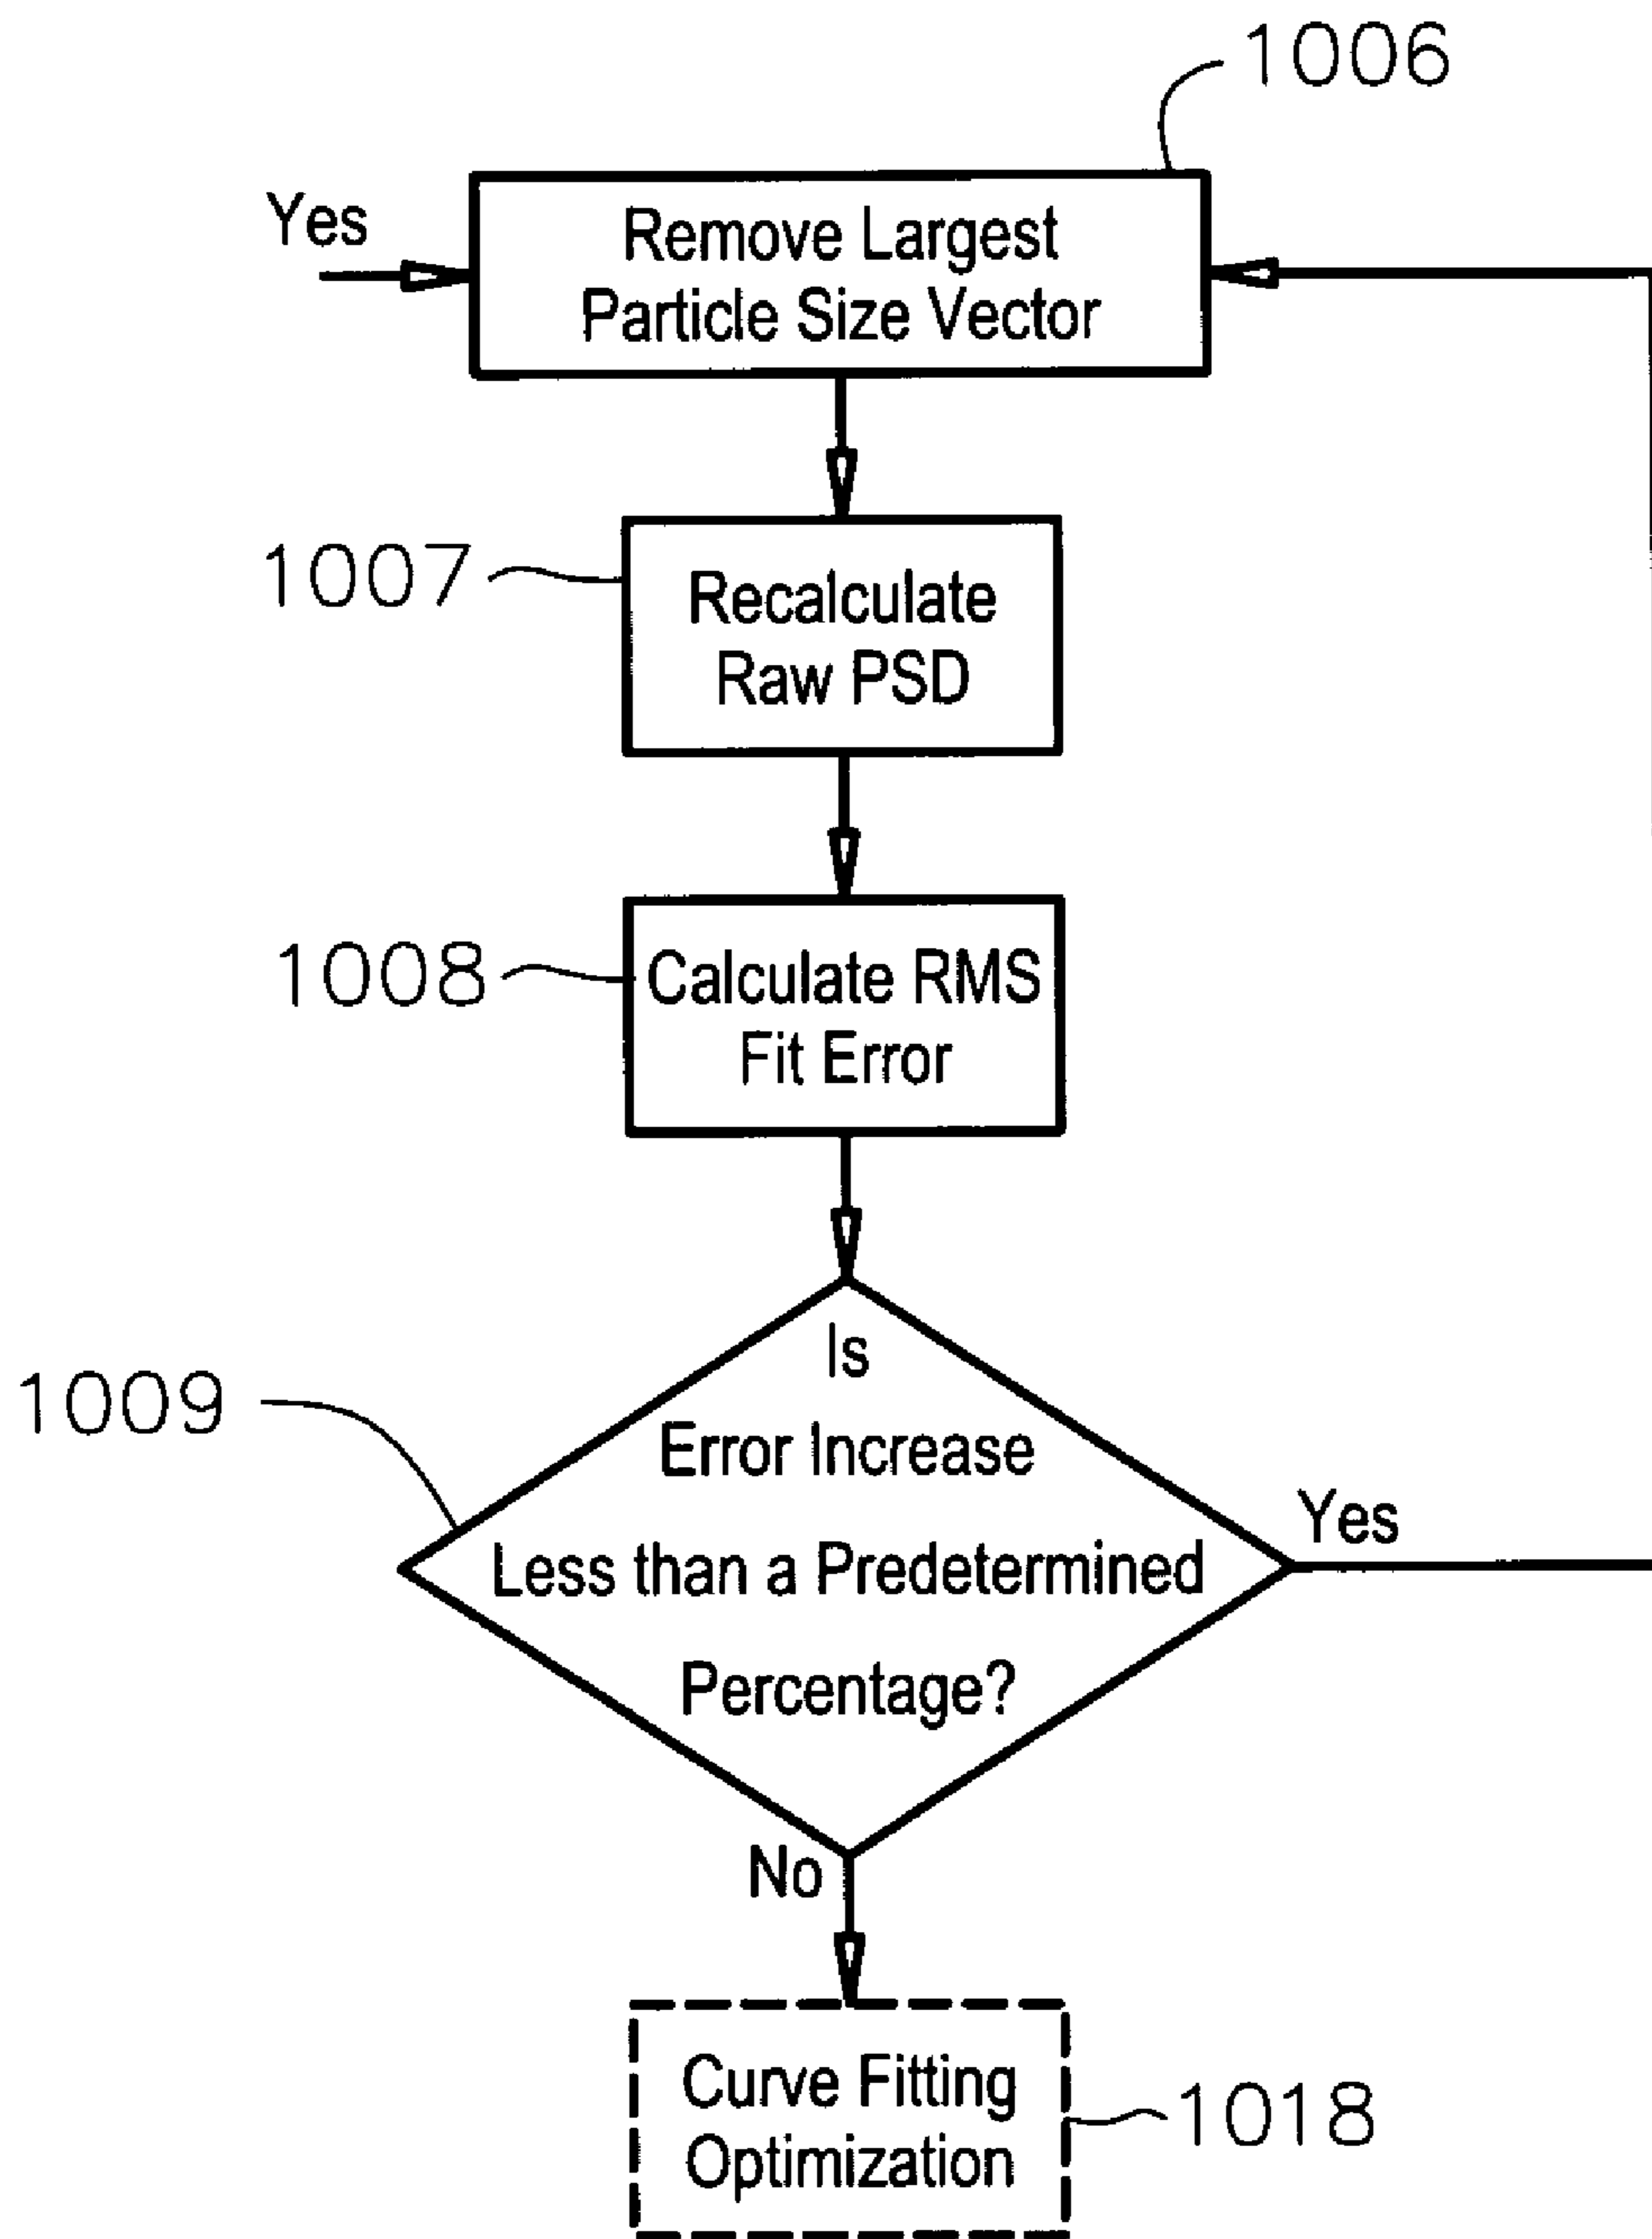 1006
Yes
Remove Largest
Particle Size Vector
1007
Recalculate
Raw PSD
1008
Calculate RMS
Fit Error
1009
Is
Error Increase
Less than a Predetermined
Percentage?
Yes
No
Curve Fitting
Optimization
1018